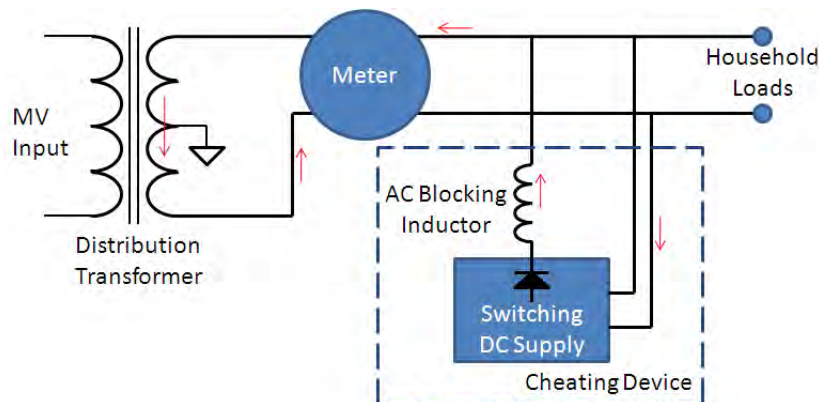 Meter
Household
Loads
MV
Input
AC Blocking
Inductor
Distribution
Transformer
Switching
DC Supply
Cheating Device